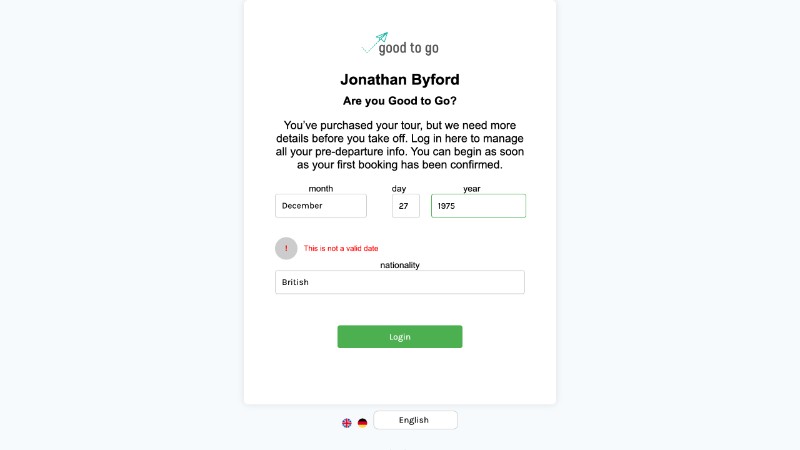 good to go
Jonathan Byford
Are you Good to Go?
You've purchased your tour, but we need more
details before you take off. Log in here to manage
all your pre-departure info. You can begin as soon
as your first booking has been confirmed.
month day year
December 27 1975
! This is not a valid date
nationality
British
Login
English